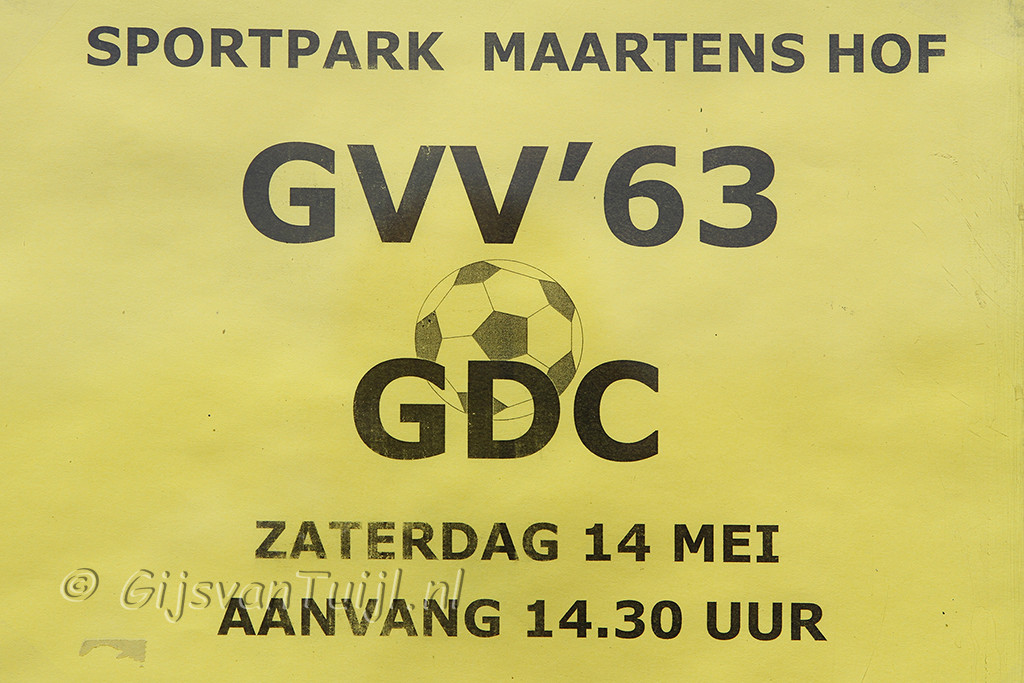 SPORTPARK MAARTENS HOF
GVV'63
GDC
ZATERDAG 14 MEI
© GijsvanTuijl.nl
AANVANG 14.30 UUR